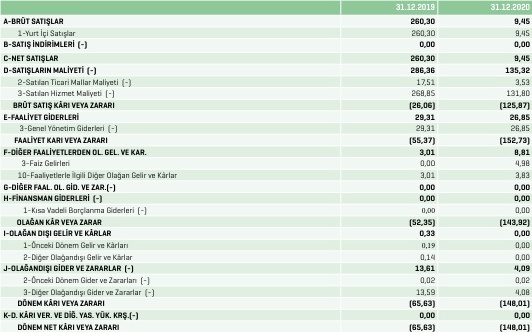 31.12.2019 31.12.2020
A-BRÜT SATIŞLAR 260,30 9,45
1-Yurt İçi Satışlar 260,30 9,45
B-SATIŞ İNDİRİMLERİ (-) 0,00 0,00
C-NET SATIŞLAR 260,30 9,45
D-SATIŞLARIN MALİYETİ (-) 286,36 135,32
2-Satılan Ticari Mallar Maliyeti (-) 17,51 3,53
3-Satılan Hizmet Maliyeti (-) 268,85 131,80
BRÜT SATIŞ KÂRI VEYA ZARARI (26,06) (125,87)
E-FAALİYET GİDERLERİ 29,31 26,85
3-Genel Yönetim Giderleri (-) 29,31 26,85
FAALİYET KARI VEYA ZARARI (55,37) (152,73)
F-DİĞER FAALİYETLERDEN OL. GEL. VE KAR. 3,01 8,81
3-Faiz Gelirleri 0,00 4,98
10-Faaliyetlerle İlgili Diğer Olağan Gelir ve Kârlar 3,01 3,83
G-DİĞER FAAL. OL. GİD. VE ZAR.(-) 0,00 0,00
H-FİNANSMAN GİDERLERİ (-) 0,00 0,00
1-Kısa Vadeli Borçlanma Giderleri (-) 0,00 0,00
OLAĞAN KÂR VEYA ZARAR (52,35) (143,92)
I-OLAĞAN DIŞI GELİR VE KÂRLAR 0,33 0,00
1-Önceki Dönem Gelir ve Kârları 0,19 0,00
2-Diğer Olağandışı Gelir ve Kârlar 0,14 0,00
J-OLAĞANDIŞI GİDER VE ZARARLAR (-) 13,61 4,09
2-Önceki Dönem Gider ve Zararları (-) 0,02 0,02
3-Diğer Olağandışı Gider ve Zararlar (-) 13,59 4,08
DÖNEM KÂRI VEYA ZARARI (65,63) (148,01)
K-D. KÂRI VER. VE DİĞ. YAS. YÜK. KRŞ.(-) 0,00 0,00
DÖNEM NET KÂRI VEYA ZARARI (65,63) (148,01)